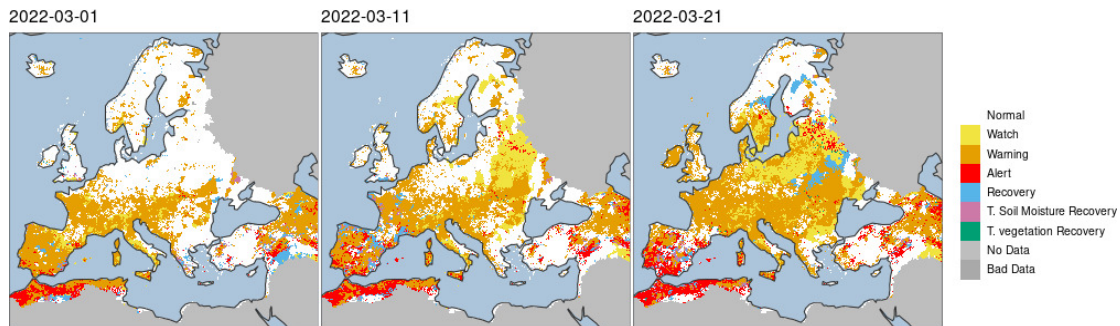 2022-03-01
2022-03-11
2022-03-21
Normal
Watch
Warning
Alert
Recovery
T. Soil Moisture Recovery
T. vegetation Recovery
No Data
Bad Data